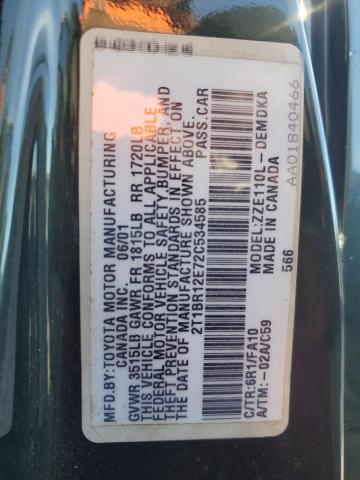 MFD.BY:TOYOTA MOTOR MANUFACTURING
CANADA INC. 06/01
GVWR 3515LB GAWR FR 1815LB RR 1720LB
THIS VEHICLE CONFORMS TO ALL APPLICABLE
FEDERAL MOTOR VEHICLE SAFETY, BUMPER, AND
THEFT PREVENTION STANDARDS IN EFFECT ON
THE DATE OF MANUFACTURE SHOWN ABOVE.
2T1BR12E72C534585 PASS.CAR
C/TR:6R1/FA10 MODEL:ZZE110L-DEMDKA
A/TM:-02A/C59 MADE IN CANADA
566
AA01840466